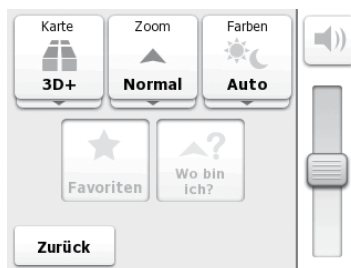 Karte
Zoom
Farben
3D+
Normal
Auto
Favoriten
Wo bin
ich?
Zurück